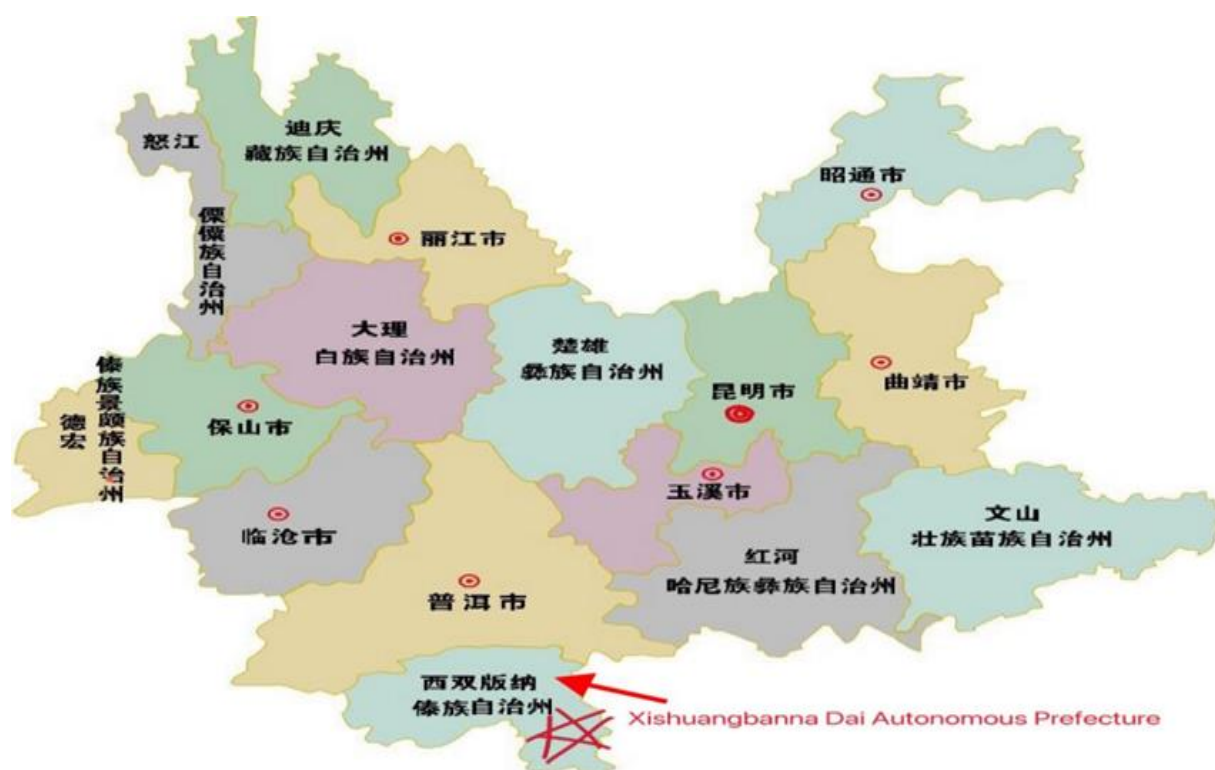 迪庆
藏族自治州
怒江
傈僳族自治州
丽江市
昭通市
大理
白族自治州
楚雄
彝族自治州
昆明市
曲靖市
傣族景颇族自治州
德宏
保山市
玉溪市
临沧市
文山
壮族苗族自治州
红河
哈尼族彝族自治州
普洱市
西双版纳
傣族自治州
Xishuangbanna Dai Autonomous Prefecture